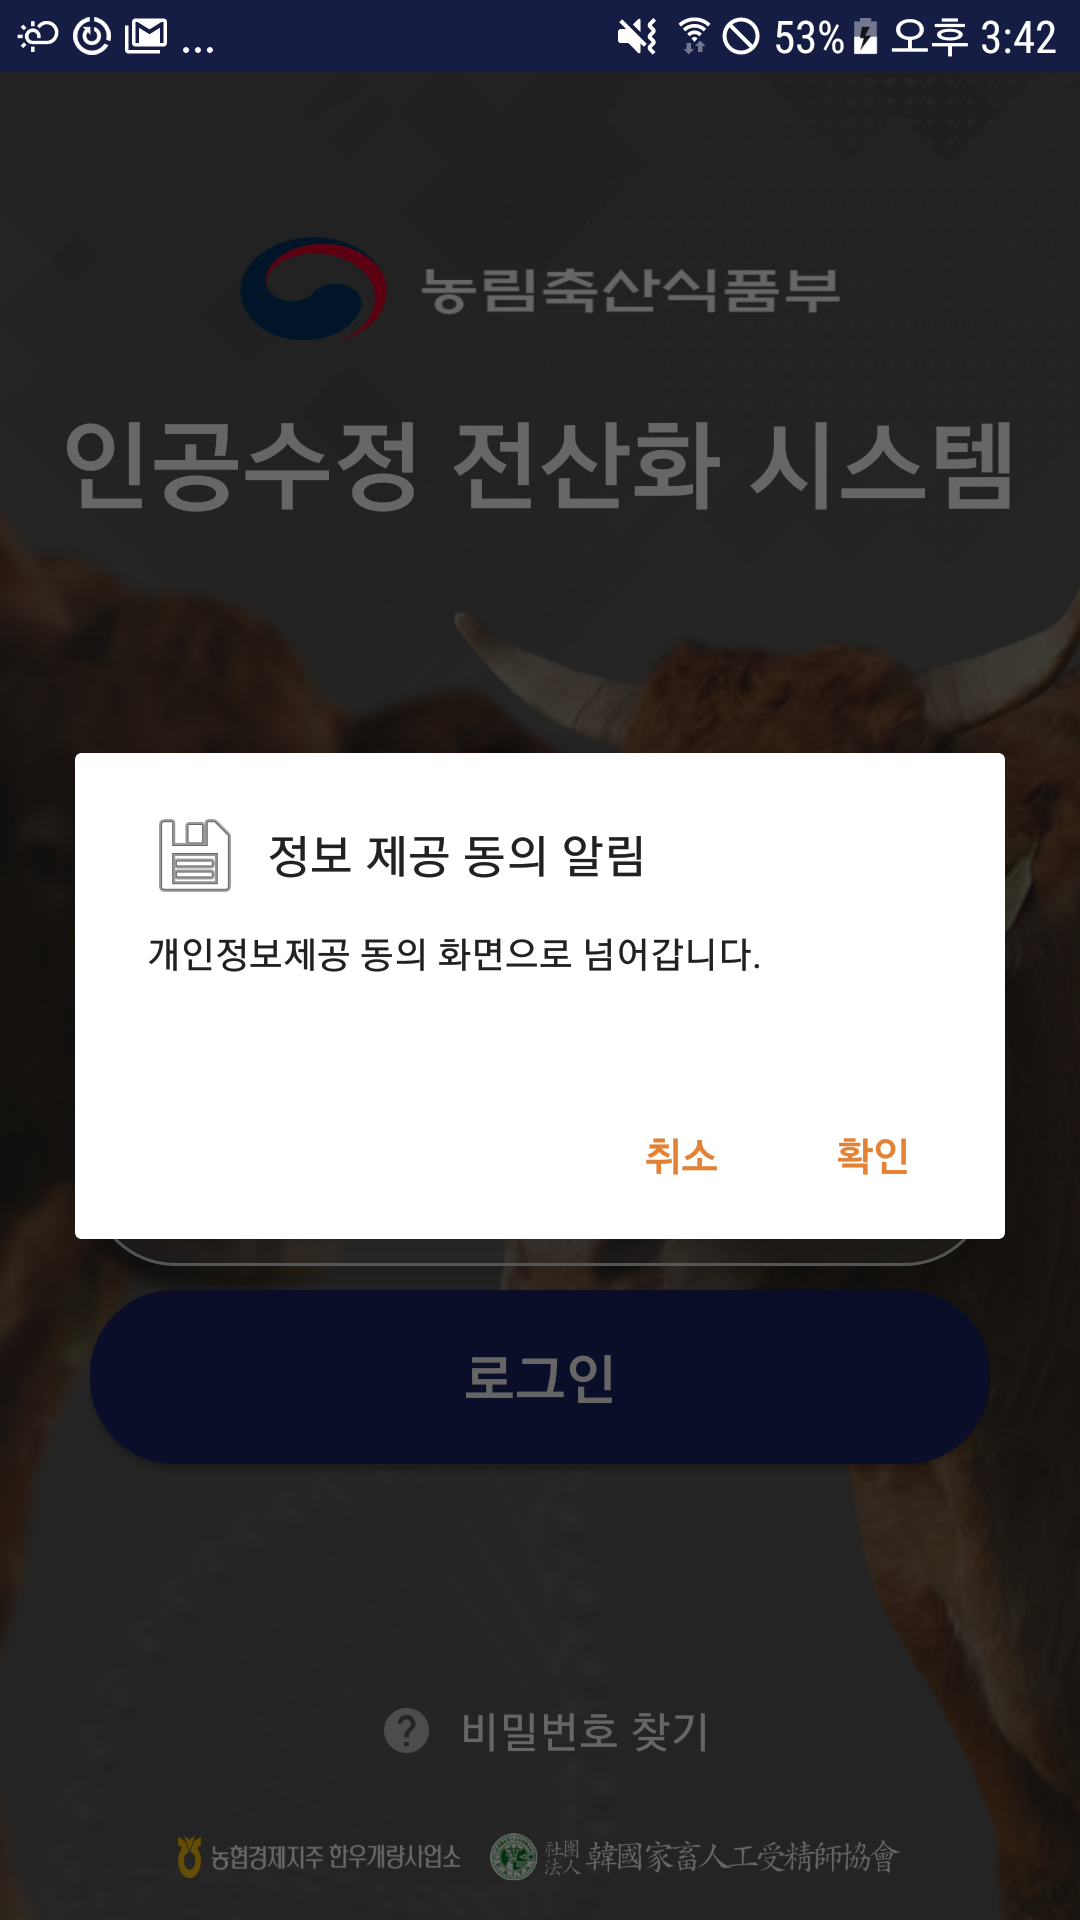 ... 53% 오후 3:42
농림축산식품부
인공수정 전산화 시스템
정보 제공 동의 알림
개인정보제공 동의 화면으로 넘어갑니다.
취소 확인
로그인
? 비밀번호 찾기
농협경제지주 한우개량사업소
社團法人 韓國家畜人工受精師協會